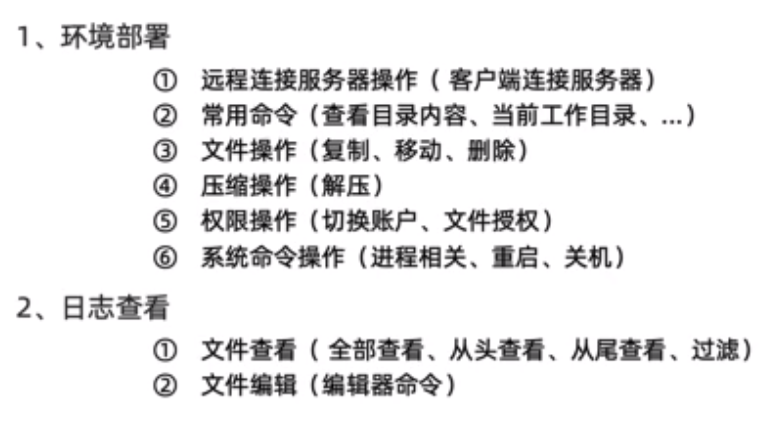 1、环境部署
① 远程连接服务器操作（ 客户端连接服务器）
② 常用命令（查看目录内容、当前工作目录、...）
③ 文件操作（复制、移动、删除）
④ 压缩操作（解压）
⑤ 权限操作（切换账户、文件授权）
⑥ 系统命令操作（进程相关、重启、关机）
2、日志查看
① 文件查看（ 全部查看、从头查看、从尾查看、过滤）
② 文件编辑（编辑器命令）